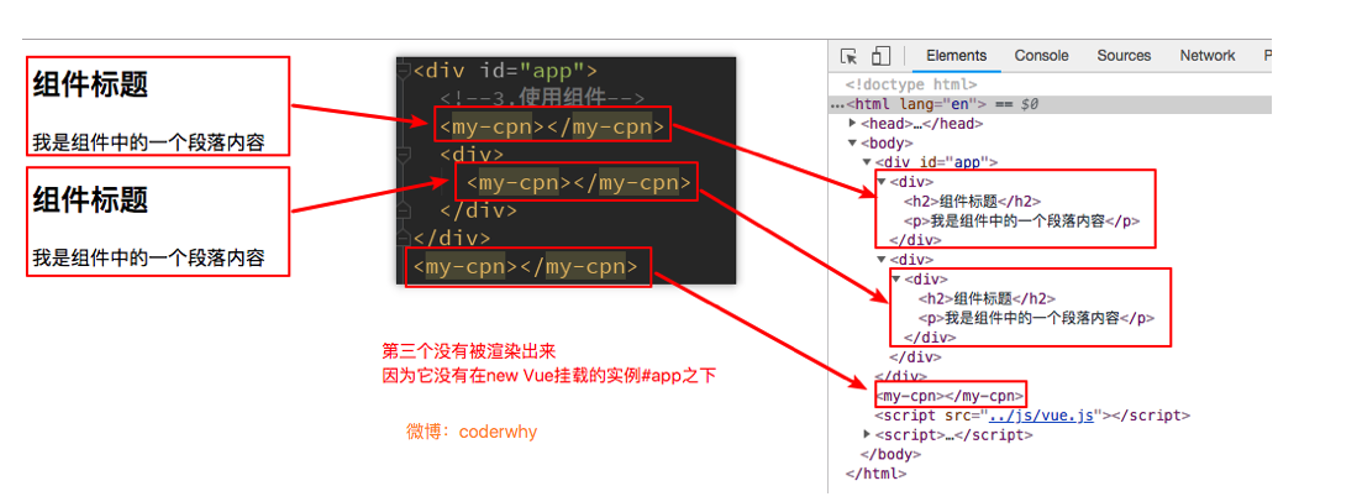 组件标题
我是组件中的一个段落内容
组件标题
我是组件中的一个段落内容
<div id="app">
<!--3.使用组件-->
<my-cpn></my-cpn>
<div>
<my-cpn></my-cpn>
</div>
</div>
<my-cpn></my-cpn>
第三个没有被渲染出来
因为它没有在new Vue挂载的实例#app之下
微博：coderwhy
Elements Console Sources Network P
<!doctype html>
…<html lang="en"> == $0
<head>…</head>
<body>
<div id="app">
<div>
<h2>组件标题</h2>
<p>我是组件中的一个段落内容</p>
</div>
<div>
<div>
<h2>组件标题</h2>
<p>我是组件中的一个段落内容</p>
</div>
</div>
</div>
<my-cpn></my-cpn>
<script src="../js/vue.js"></script>
<script>…</script>
</body>
</html>